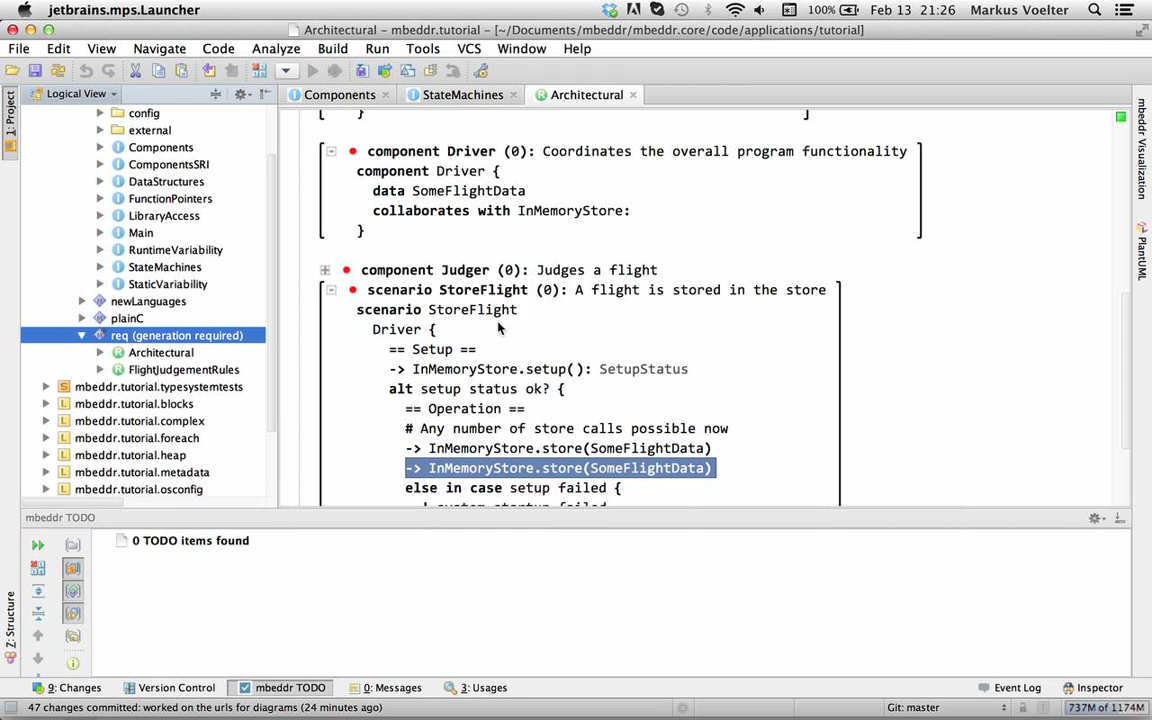 jetbrains.mps.Launcher
100%
Feb 13 21:26
Markus Voelter
Architectural - mbeddr.tutorial - [~/Documents/mbeddr/mbeddr.core/code/applications/tutorial]
File Edit View Navigate Code Analyze Build Run Tools VCS Window Help
Logical View
Components
StateMachines
Architectural
1: Project
config
external
Components
ComponentsSRI
DataStructures
FunctionPointers
LibraryAccess
Main
RuntimeVariability
StateMachines
StaticVariability
newLanguages
plainC
req (generation required)
Architectural
FlightJudgementRules
mbeddr.tutorial.typesystemtests
mbeddr.tutorial.blocks
mbeddr.tutorial.complex
mbeddr.tutorial.foreach
mbeddr.tutorial.heap
mbeddr.tutorial.metadata
mbeddr.tutorial.osconfig
}
component Driver (0): Coordinates the overall program functionality
component Driver {
data SomeFlightData
collaborates with InMemoryStore:
}
component Judger (0): Judges a flight
scenario StoreFlight (0): A flight is stored in the store
scenario StoreFlight
Driver {
== Setup ==
-> InMemoryStore.setup(): SetupStatus
alt setup status ok? {
== Operation ==
# Any number of store calls possible now
-> InMemoryStore.store(SomeFlightData)
-> InMemoryStore.store(SomeFlightData)
else in case setup failed {
mbeddr Visualization
PlantUML
mbeddr TODO
0 TODO items found
Z: Structure
9: Changes
Version Control
mbeddr TODO
0: Messages
3: Usages
Event Log
Inspector
47 changes committed: worked on the urls for diagrams (24 minutes ago)
Git: master
737M of 1174M